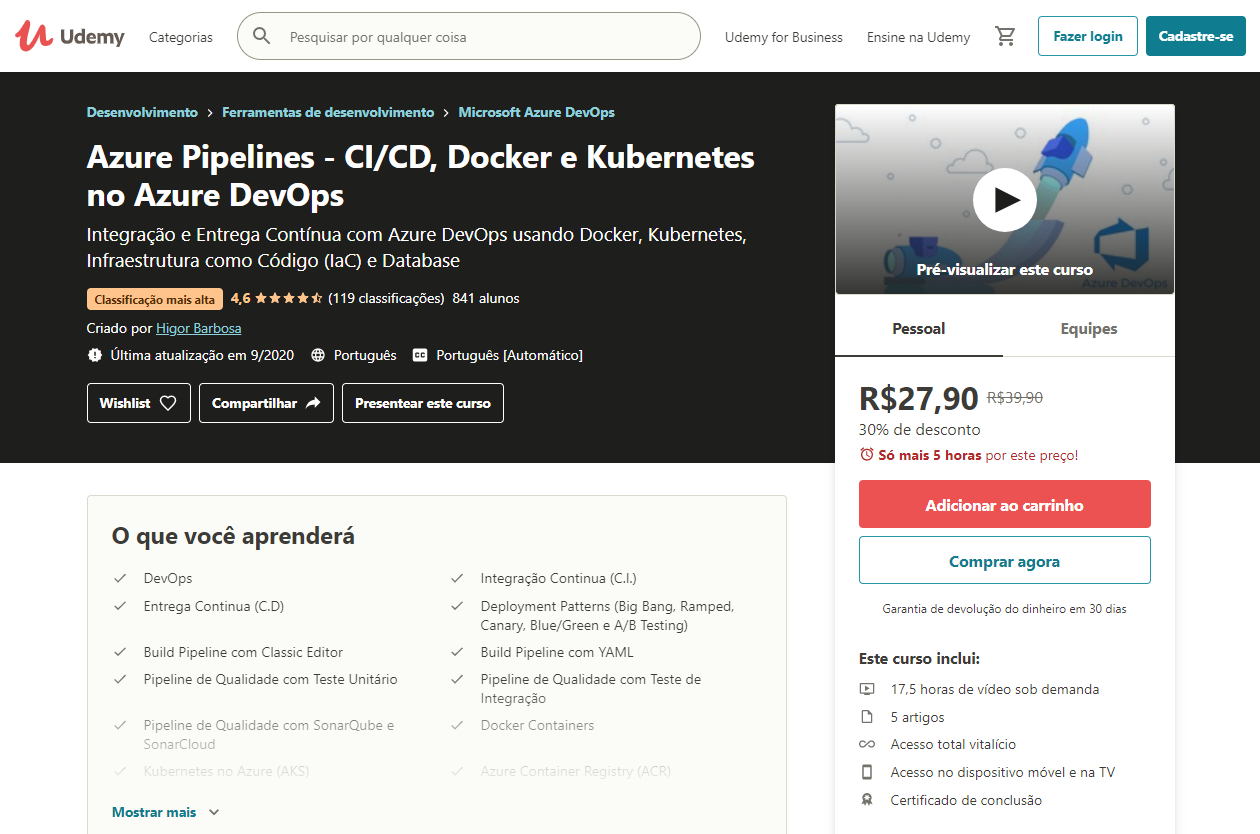 Udemy
Categorias
Pesquisar por qualquer coisa
Udemy for Business
Ensine na Udemy
Fazer login
Cadastre-se
Desenvolvimento > Ferramentas de desenvolvimento > Microsoft Azure DevOps
Azure Pipelines - CI/CD, Docker e Kubernetes
no Azure DevOps
Integração e Entrega Contínua com Azure DevOps usando Docker, Kubernetes,
Infraestrutura como Código (IaC) e Database
Classificação mais alta 4,6 (119 classificações) 841 alunos
Criado por Higor Barbosa
Última atualização em 9/2020 Português CC Português [Automático]
Wishlist
Compartilhar
Presentear este curso
Pré-visualizar este curso
Azure DevOps
Pessoal
Equipes
R$27,90 R$39,90
30% de desconto
Só mais 5 horas por este preço!
Adicionar ao carrinho
Comprar agora
Garantia de devolução do dinheiro em 30 dias
Este curso inclui:
17,5 horas de vídeo sob demanda
5 artigos
Acesso total vitalício
Acesso no dispositivo móvel e na TV
Certificado de conclusão
O que você aprenderá
DevOps
Integração Continua (C.I.)
Entrega Continua (C.D)
Deployment Patterns (Big Bang, Ramped,
Canary, Blue/Green e A/B Testing)
Build Pipeline com Classic Editor
Build Pipeline com YAML
Pipeline de Qualidade com Teste Unitário
Pipeline de Qualidade com Teste de
Integração
Pipeline de Qualidade com SonarQube e
SonarCloud
Docker Containers
Kubernetes no Azure (AKS)
Azure Container Registry (ACR)
Mostrar mais